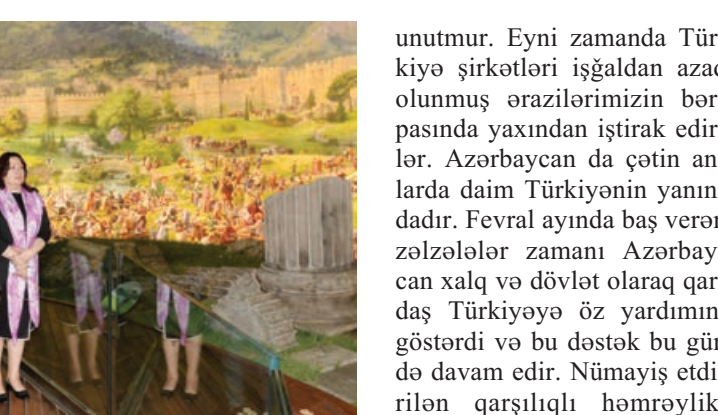 unutmur. Eyni zamanda Tür
kiyə şirkətləri işğaldan azad
olunmuş ərazilərimizin bər
pasında yaxından iştirak edir
lər. Azərbaycan da çətin an
larda daim Türkiyənin yanın
dadır. Fevral ayında baş verən
zəlzələlər zamanı Azərbay
can xalq və dövlət olaraq qar
daş Türkiyəyə öz yardımın
göstərdi və bu dəstək bu gün
də davam edir. Nümayiş etdi
rilən qarşılıqlı həmrəylik